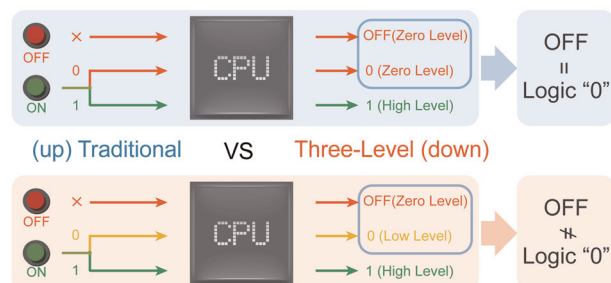 OFF
× OFF(Zero Level)
0 0 (Zero Level)
ON
1 1 (High Level)
CPU
OFF
=
Logic “0”
(up) Traditional VS Three-Level (down)
OFF
× OFF(Zero Level)
0 0 (Low Level)
ON
1 1 (High Level)
CPU
OFF
≠
Logic “0”